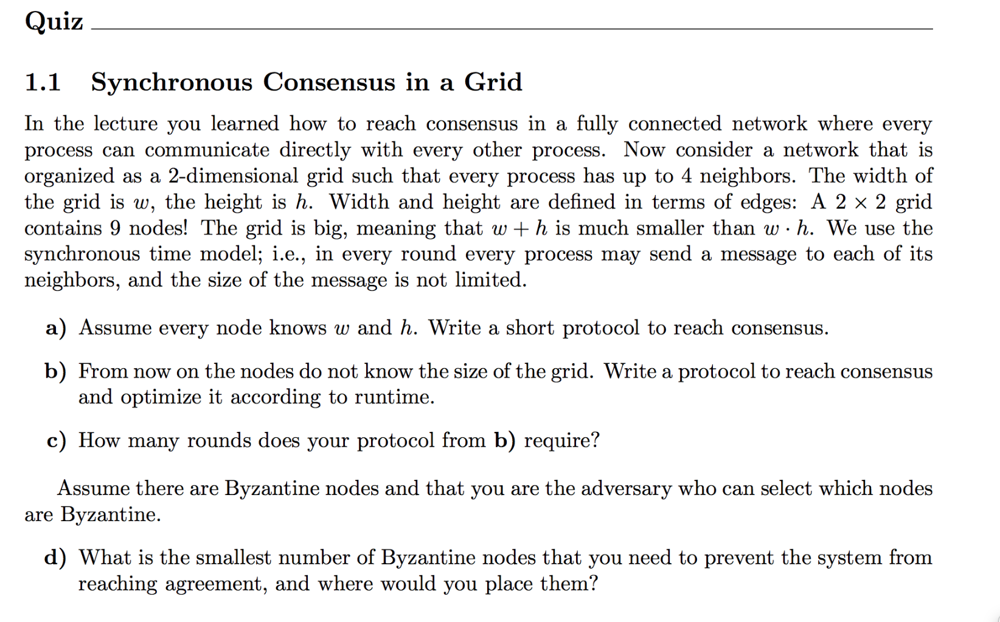 Quiz
1.1 Synchronous Consensus in a Grid
In the lecture you learned how to reach consensus in a fully connected network where every
process can communicate directly with every other process. Now consider a network that is
organized as a 2-dimensional grid such that every process has up to 4 neighbors. The width of
the grid is w, the height is h. Width and height are defined in terms of edges: A 2 × 2 grid
contains 9 nodes! The grid is big, meaning that w + h is much smaller than w · h. We use the
synchronous time model; i.e., in every round every process may send a message to each of its
neighbors, and the size of the message is not limited.
a) Assume every node knows w and h. Write a short protocol to reach consensus.
b) From now on the nodes do not know the size of the grid. Write a protocol to reach consensus
and optimize it according to runtime.
c) How many rounds does your protocol from b) require?
Assume there are Byzantine nodes and that you are the adversary who can select which nodes
are Byzantine.
d) What is the smallest number of Byzantine nodes that you need to prevent the system from
reaching agreement, and where would you place them?